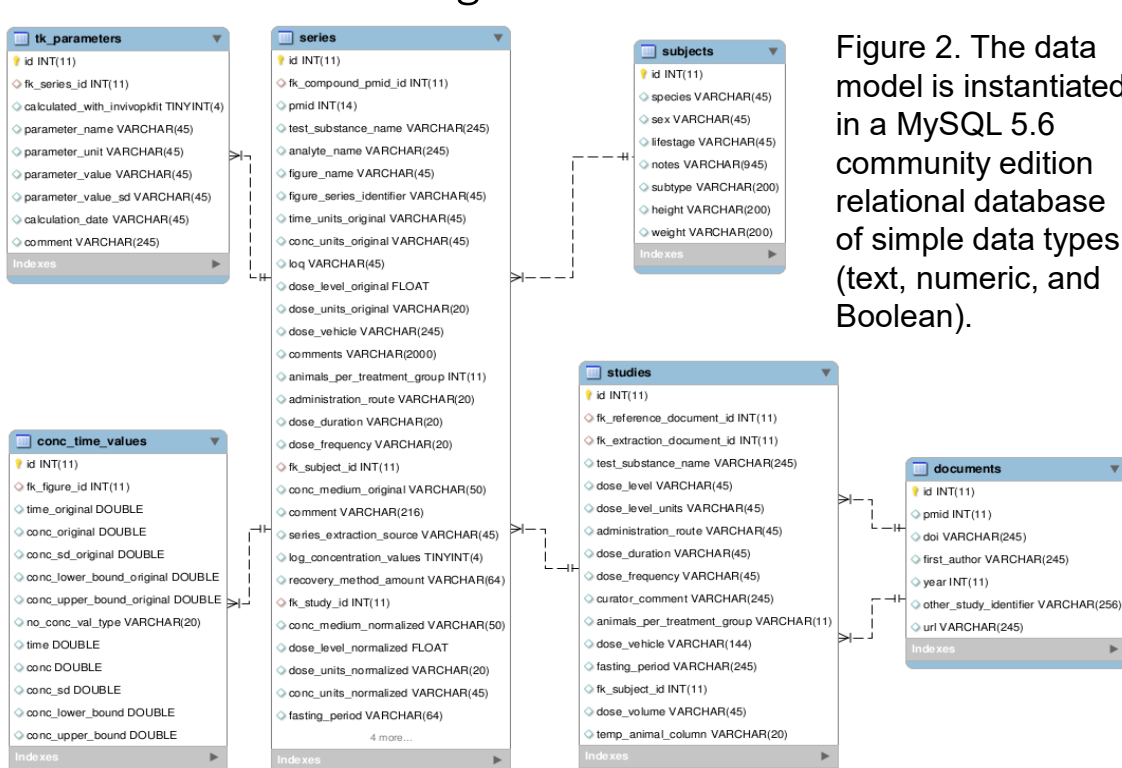 tk_parameters
id INT(11)
fk_series_id INT(11)
calculated_with_invivopkfit TINYINT(4)
parameter_name VARCHAR(45)
parameter_unit VARCHAR(45)
parameter_value VARCHAR(45)
parameter_value_sd VARCHAR(45)
calculation_date VARCHAR(45)
comment VARCHAR(245)
Indexes
series
id INT(11)
fk_compound_pmid_id INT(11)
pmid INT(14)
test_substance_name VARCHAR(245)
analyte_name VARCHAR(245)
figure_name VARCHAR(45)
figure_series_identifier VARCHAR(45)
time_units_original VARCHAR(45)
conc_units_original VARCHAR(45)
loq VARCHAR(45)
dose_level_original FLOAT
dose_units_original VARCHAR(20)
dose_vehicle VARCHAR(245)
comments VARCHAR(2000)
animals_per_treatment_group INT(11)
administration_route VARCHAR(20)
dose_duration VARCHAR(20)
dose_frequency VARCHAR(20)
fk_subject_id INT(11)
conc_medium_original VARCHAR(50)
comment VARCHAR(216)
series_extraction_source VARCHAR(45)
log_concentration_values TINYINT(4)
recovery_method_amount VARCHAR(64)
fk_study_id INT(11)
conc_medium_normalized VARCHAR(50)
dose_level_normalized FLOAT
dose_units_normalized VARCHAR(20)
conc_units_normalized VARCHAR(45)
fasting_period VARCHAR(64)
4 more...
Indexes
subjects
id INT(11)
species VARCHAR(45)
sex VARCHAR(45)
lifestage VARCHAR(45)
notes VARCHAR(945)
subtype VARCHAR(200)
height VARCHAR(200)
weight VARCHAR(200)
Indexes
Figure 2. The data
model is instantiated
in a MySQL 5.6
community edition
relational database
of simple data types
(text, numeric, and
Boolean).
conc_time_values
id INT(11)
fk_figure_id INT(11)
time_original DOUBLE
conc_original DOUBLE
conc_sd_original DOUBLE
conc_lower_bound_original DOUBLE
conc_upper_bound_original DOUBLE
no_conc_val_type VARCHAR(20)
time DOUBLE
conc DOUBLE
conc_sd DOUBLE
conc_lower_bound DOUBLE
conc_upper_bound DOUBLE
Indexes
studies
id INT(11)
fk_reference_document_id INT(11)
fk_extraction_document_id INT(11)
test_substance_name VARCHAR(245)
dose_level VARCHAR(45)
dose_level_units VARCHAR(45)
administration_route VARCHAR(45)
dose_duration VARCHAR(45)
dose_frequency VARCHAR(45)
curator_comment VARCHAR(245)
animals_per_treatment_group VARCHAR(11)
dose_vehicle VARCHAR(144)
fasting_period VARCHAR(245)
fk_subject_id INT(11)
dose_volume VARCHAR(45)
temp_animal_column VARCHAR(20)
Indexes
documents
id INT(11)
pmid INT(11)
doi VARCHAR(245)
first_author VARCHAR(245)
year INT(11)
other_study_identifier VARCHAR(256)
url VARCHAR(245)
Indexes